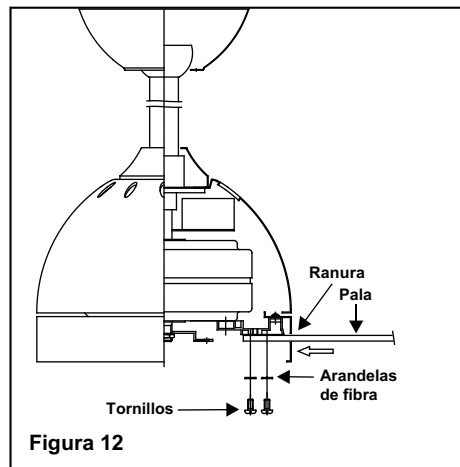 Ranura
Pala
Arandelas
de fibra
Tornillos
Figura 12